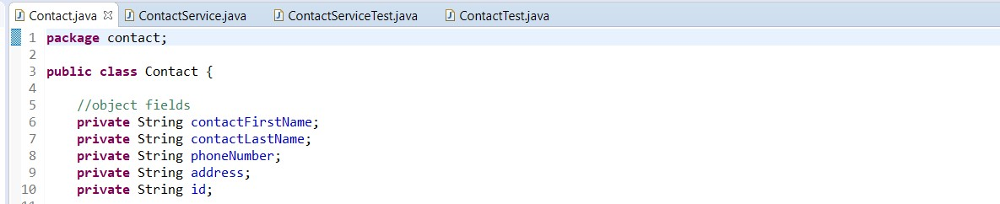 Contact.java ContactService.java ContactServiceTest.java ContactTest.java
1 package contact;
2
3 public class Contact {
4
5 //object fields
6 private String contactFirstName;
7 private String contactLastName;
8 private String phoneNumber;
9 private String address;
10 private String id;